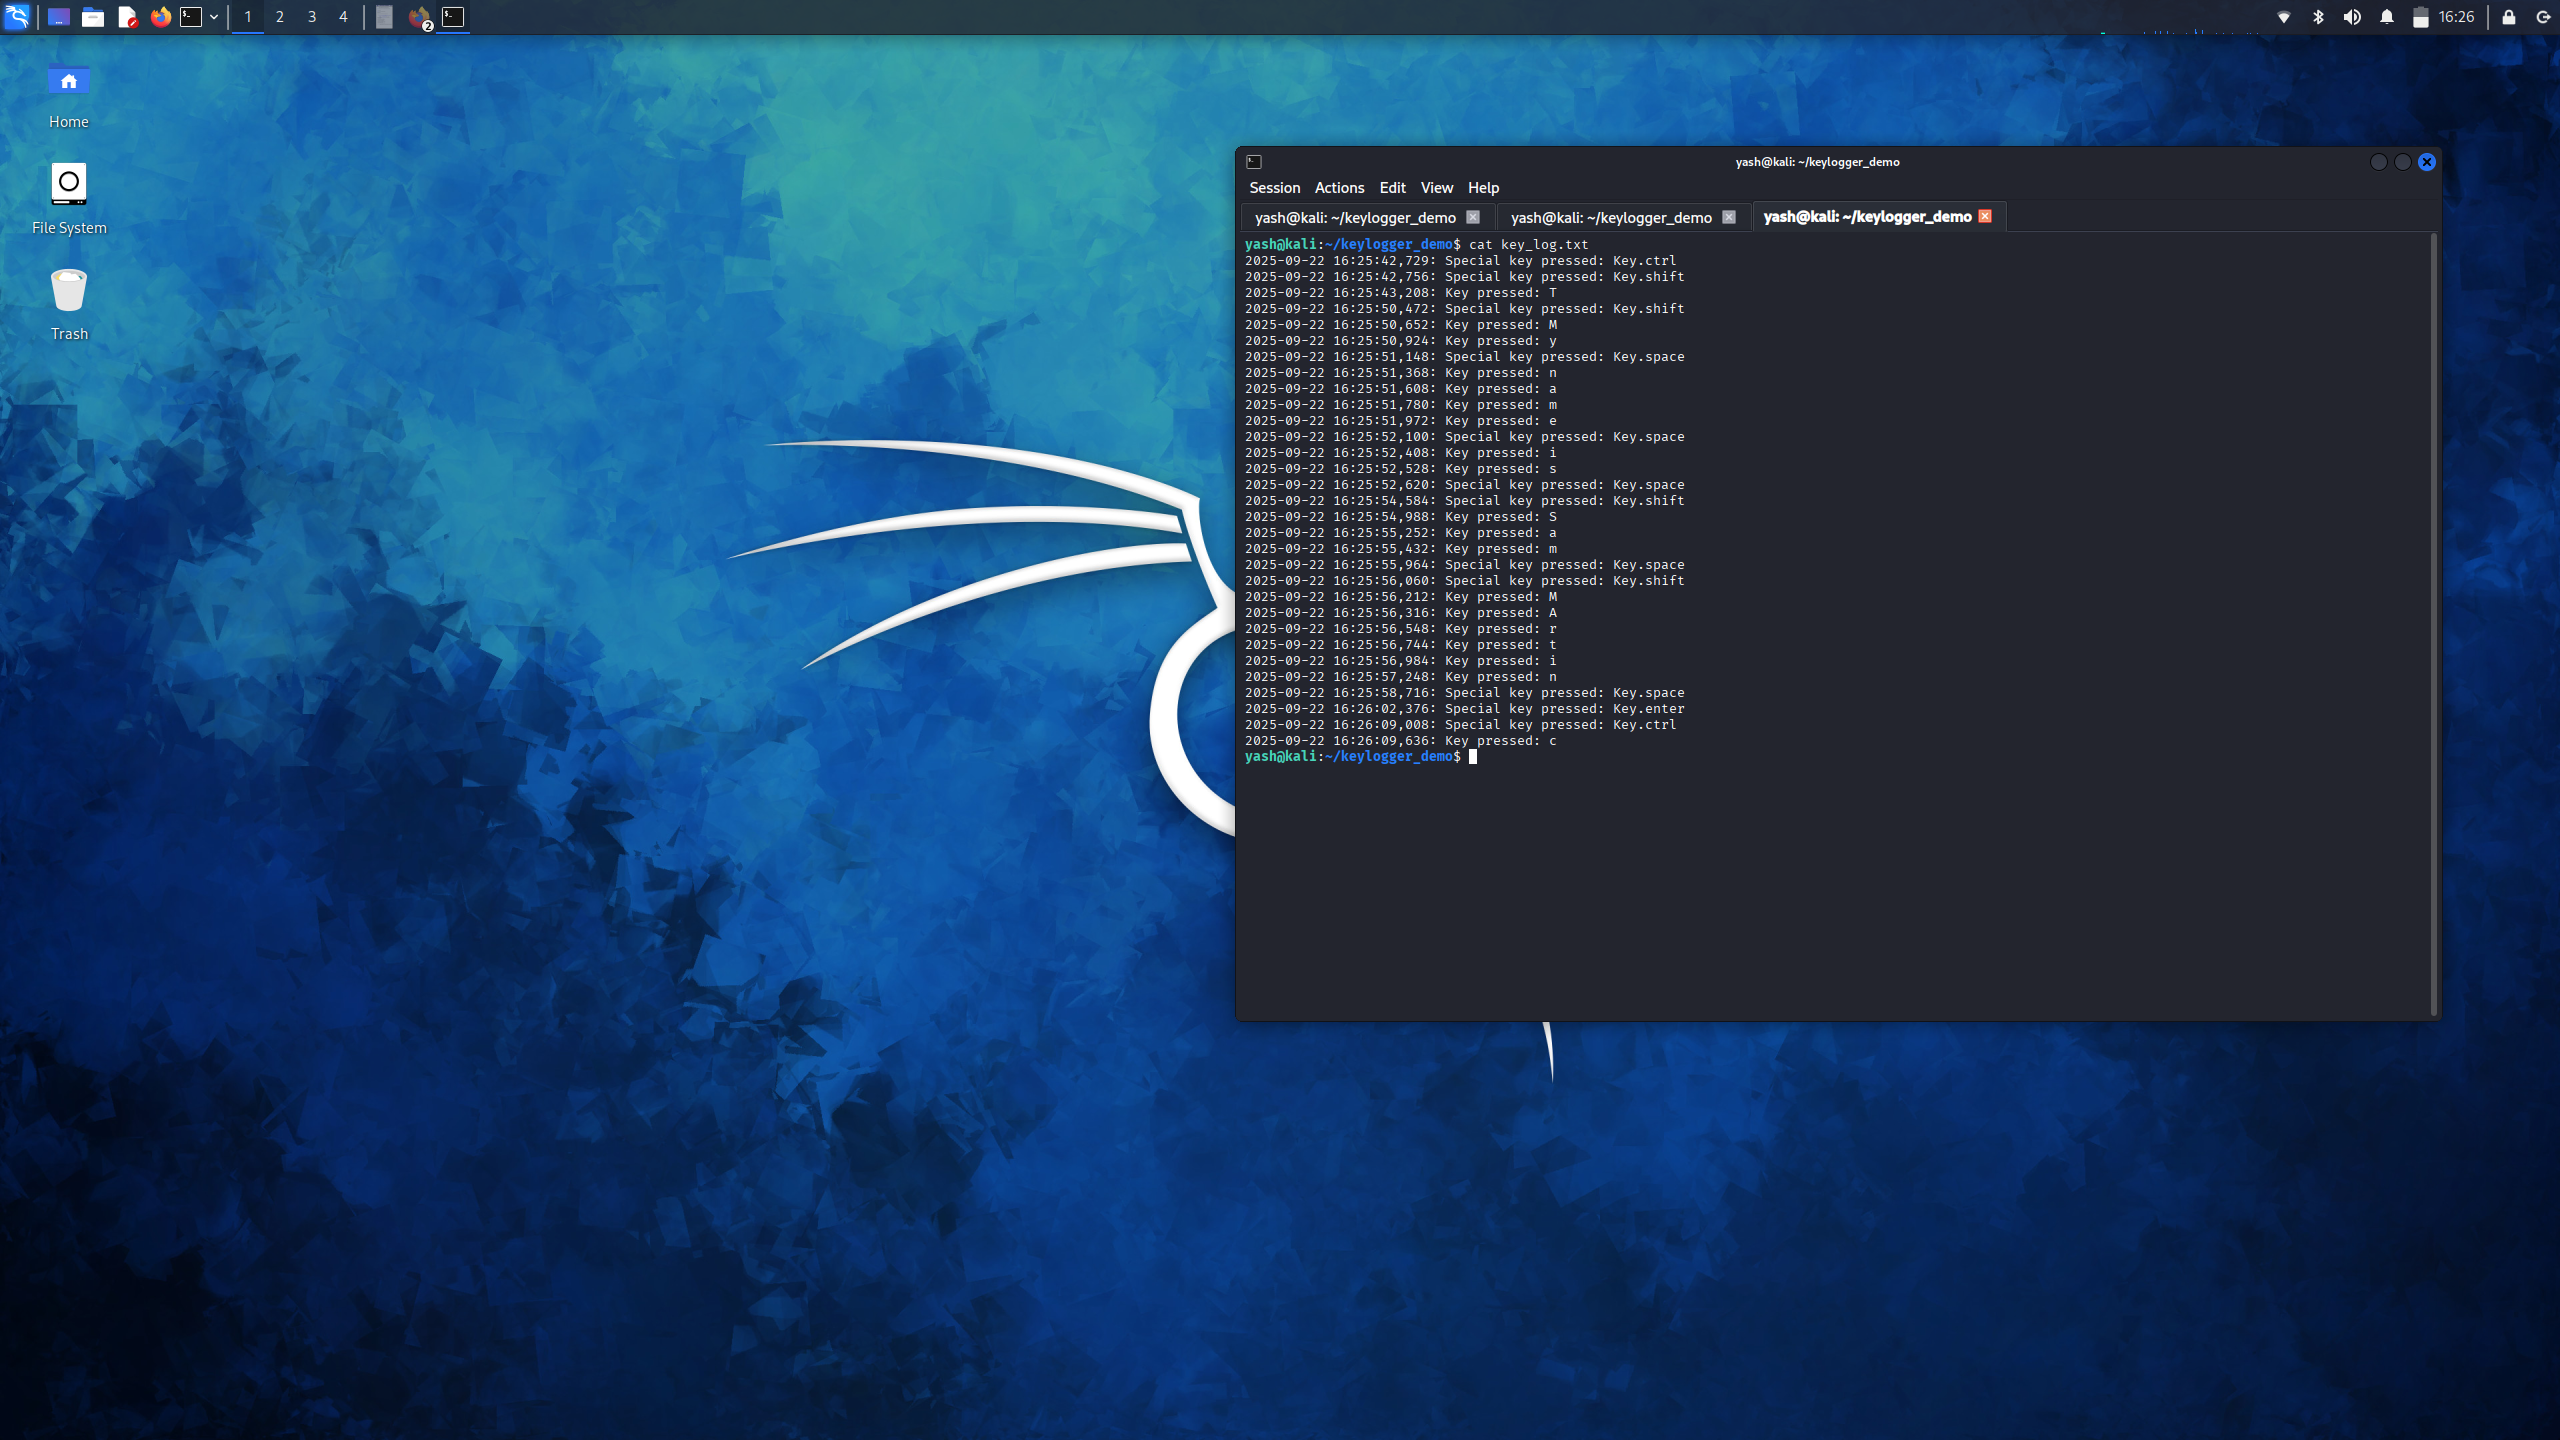 1 2 3 4 2 16:26
Home
File System
Trash
yash@kali: ~/keylogger_demo
Session Actions Edit View Help
yash@kali: ~/keylogger_demo yash@kali: ~/keylogger_demo yash@kali: ~/keylogger_demo
yash@kali:~/keylogger_demo$ cat key_log.txt
2025-09-22 16:25:42,729: Special key pressed: Key.ctrl
2025-09-22 16:25:42,756: Special key pressed: Key.shift
2025-09-22 16:25:43,208: Key pressed: T
2025-09-22 16:25:50,472: Special key pressed: Key.shift
2025-09-22 16:25:50,652: Key pressed: M
2025-09-22 16:25:50,924: Key pressed: y
2025-09-22 16:25:51,148: Special key pressed: Key.space
2025-09-22 16:25:51,368: Key pressed: n
2025-09-22 16:25:51,608: Key pressed: a
2025-09-22 16:25:51,780: Key pressed: m
2025-09-22 16:25:51,972: Key pressed: e
2025-09-22 16:25:52,100: Special key pressed: Key.space
2025-09-22 16:25:52,408: Key pressed: i
2025-09-22 16:25:52,528: Key pressed: s
2025-09-22 16:25:52,620: Special key pressed: Key.space
2025-09-22 16:25:54,584: Special key pressed: Key.shift
2025-09-22 16:25:54,988: Key pressed: S
2025-09-22 16:25:55,252: Key pressed: a
2025-09-22 16:25:55,432: Key pressed: m
2025-09-22 16:25:55,964: Special key pressed: Key.space
2025-09-22 16:25:56,060: Special key pressed: Key.shift
2025-09-22 16:25:56,212: Key pressed: M
2025-09-22 16:25:56,316: Key pressed: A
2025-09-22 16:25:56,548: Key pressed: r
2025-09-22 16:25:56,744: Key pressed: t
2025-09-22 16:25:56,984: Key pressed: i
2025-09-22 16:25:57,248: Key pressed: n
2025-09-22 16:25:58,716: Special key pressed: Key.space
2025-09-22 16:26:02,376: Special key pressed: Key.enter
2025-09-22 16:26:09,008: Special key pressed: Key.ctrl
2025-09-22 16:26:09,636: Key pressed: c
yash@kali:~/keylogger_demo$